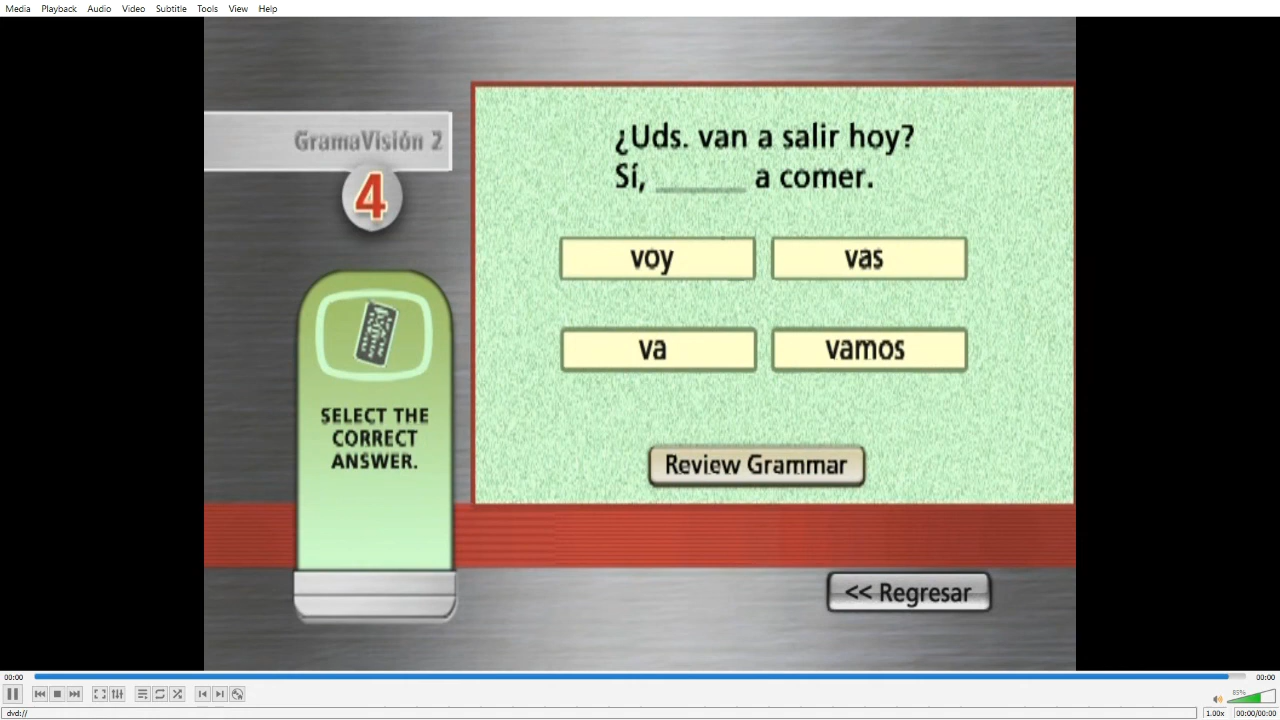 Media Playback Audio Video Subtitle Tools View Help
GramaVisión 2
4
SELECT THE
CORRECT
ANSWER.
¿Uds. van a salir hoy?
Sí, ______ a comer.
voy vas
va vamos
Review Grammar
<< Regresar
00:00 00:00
85%
dvd:// 1.00x 00:00/00:00